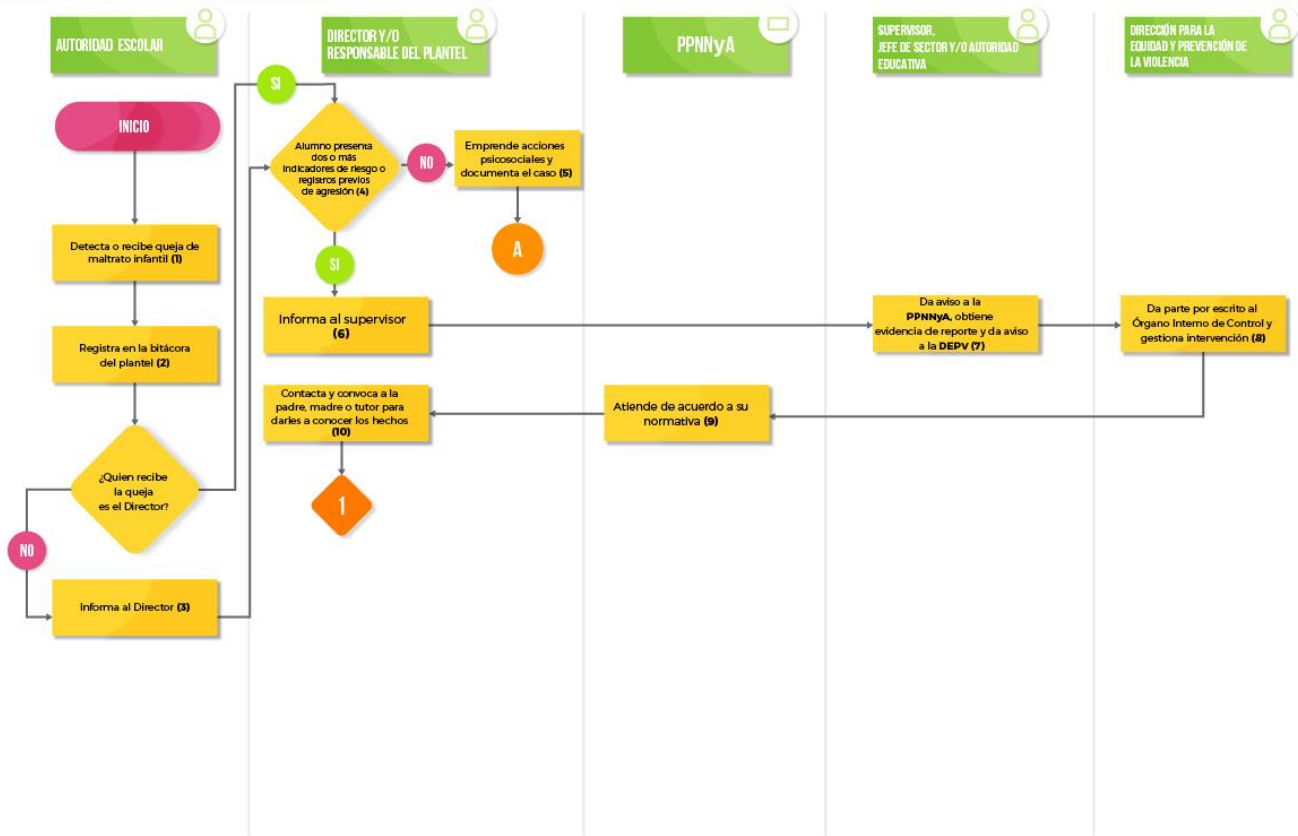 AUTORIDAD ESCOLAR
DIRECTOR Y/O
RESPONSABLE DEL PLANTEL
PPNNyA
SUPERVISOR,
JEFE DE SECTOR Y/O AUTORIDAD
EDUCATIVA
DIRECCIÓN PARA LA
EQUIDAD Y PREVENCIÓN DE
LA VIOLENCIA
INICIO
SI
Alumno presenta
dos o más
indicadores de riesgo o
registros previos
de agresión (4)
NO
Emprende acciones
psicosociales y
documenta el caso (5)
A
SI
Detecta o recibe queja de
maltrato infantil (1)
Informa al supervisor
(6)
Da aviso a la
PPNNyA, obtiene
evidencia de reporte y da aviso
a la DEPV (7)
Da parte por escrito al
Órgano Interno de Control y
gestiona intervención (8)
Registra en la bitácora
del plantel (2)
Contacta y convoca a la
padre, madre o tutor para
darles a conocer los hechos
(10)
Atiende de acuerdo a su
normativa (9)
¿Quien recibe
la queja
es el Director?
1
NO
Informa al Director (3)